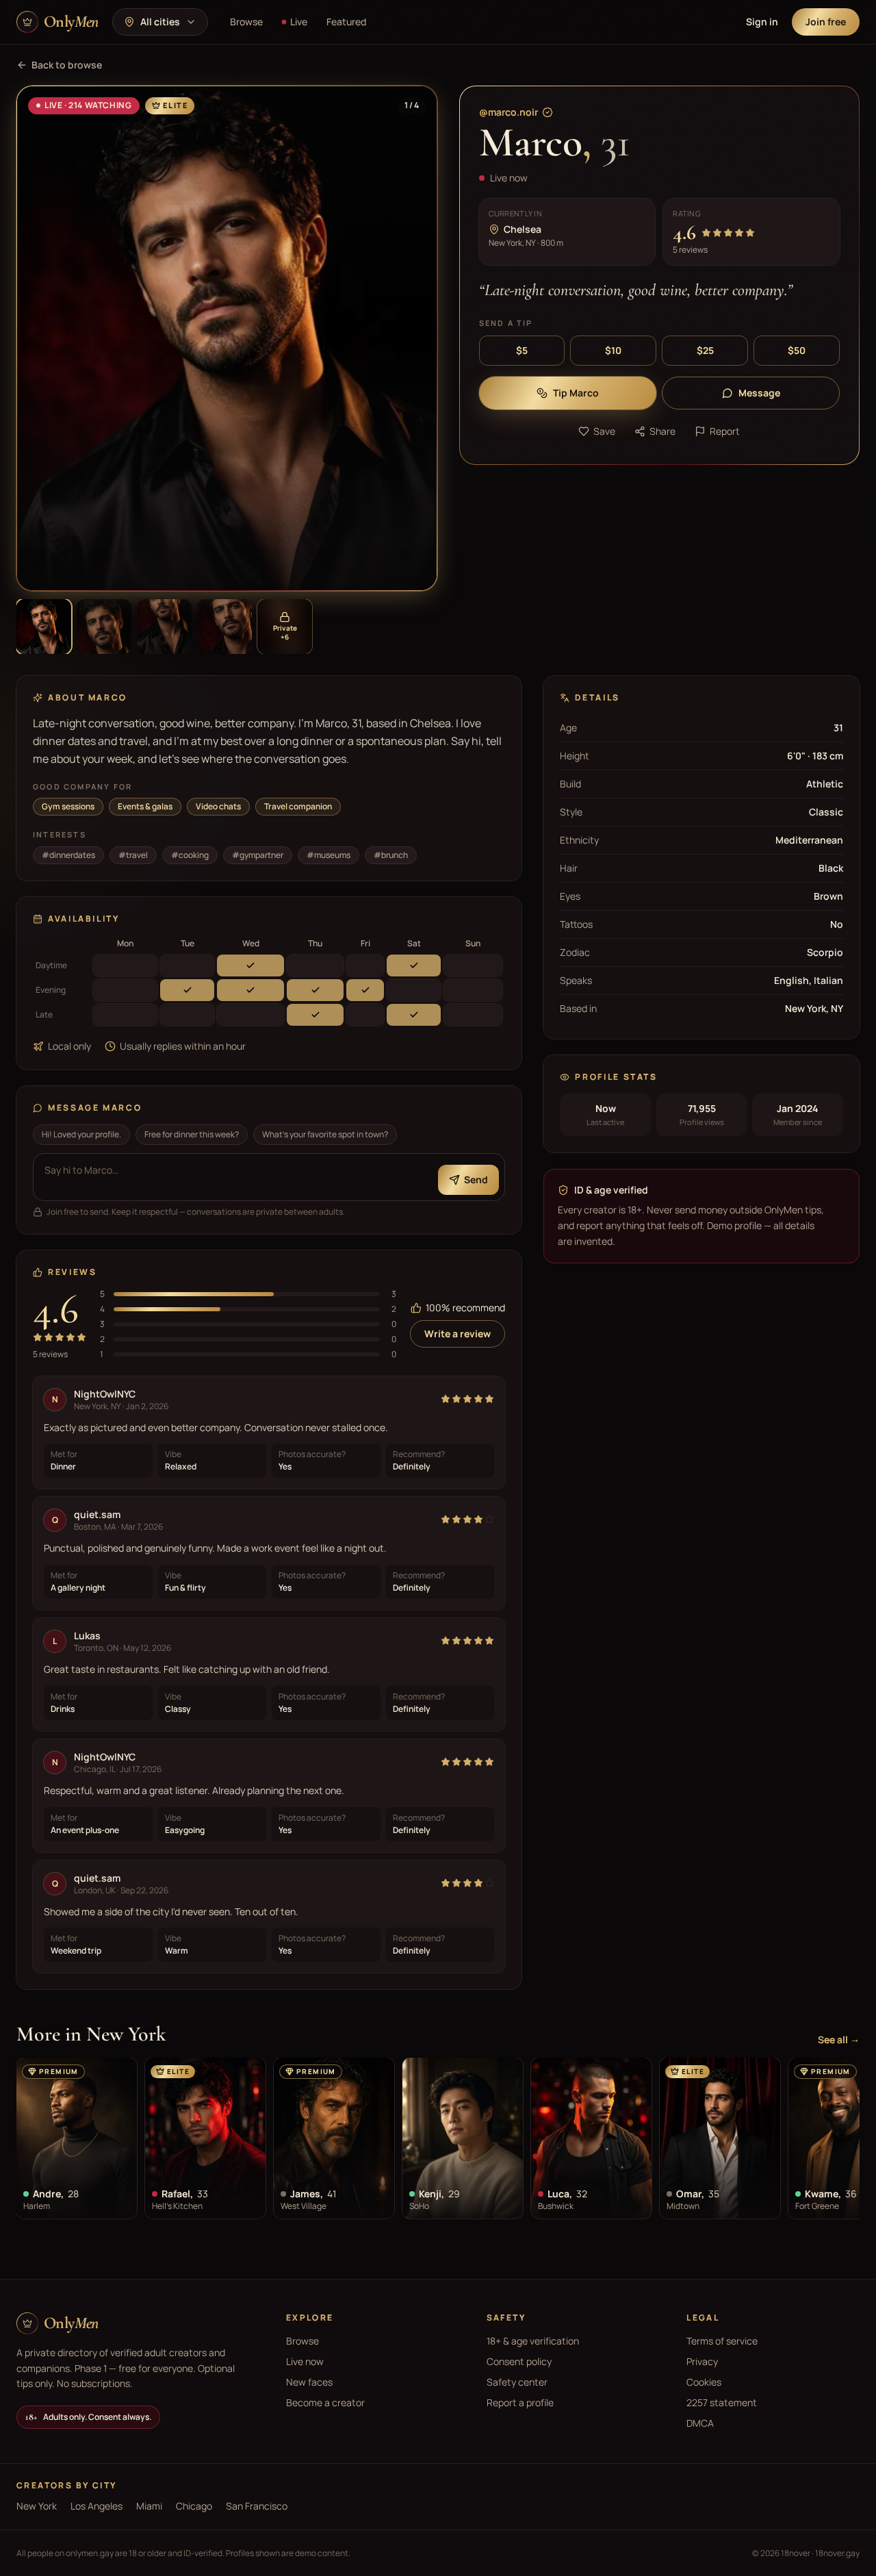 OnlyMen
All cities
Browse
Live
Featured
Sign in
Join free
Back to browse
LIVE · 214 WATCHING
ELITE
1 / 4
Private
+6
@marco.noir
Marco, 31
Live now
CURRENTLY IN
Chelsea
New York, NY · 800 m
RATING
4.6
5 reviews
“Late-night conversation, good wine, better company.”
SEND A TIP
$5
$10
$25
$50
Tip Marco
Message
Save
Share
Report
ABOUT MARCO
Late-night conversation, good wine, better company. I'm Marco, 31, based in Chelsea. I love
dinner dates and travel, and I'm at my best over a long dinner or a spontaneous plan. Say hi, tell
me about your week, and let's see where the conversation goes.
GOOD COMPANY FOR
Gym sessions
Events & galas
Video chats
Travel companion
INTERESTS
#dinnerdates
#travel
#cooking
#gympartner
#museums
#brunch
AVAILABILITY
Mon Tue Wed Thu Fri Sat Sun
Daytime
Evening
Late
Local only
Usually replies within an hour
MESSAGE MARCO
Hi! Loved your profile.
Free for dinner this week?
What's your favorite spot in town?
Say hi to Marco…
Send
Join free to send. Keep it respectful — conversations are private between adults.
REVIEWS
4.6
5 reviews
5 3
4 2
3 0
2 0
1 0
100% recommend
Write a review
N
NightOwlNYC
New York, NY · Jan 2, 2026
Exactly as pictured and even better company. Conversation never stalled once.
Met for
Dinner
Vibe
Relaxed
Photos accurate?
Yes
Recommend?
Definitely
Q
quiet.sam
Boston, MA · Mar 7, 2026
Punctual, polished and genuinely funny. Made a work event feel like a night out.
Met for
A gallery night
Vibe
Fun & flirty
Photos accurate?
Yes
Recommend?
Definitely
L
Lukas
Toronto, ON · May 12, 2026
Great taste in restaurants. Felt like catching up with an old friend.
Met for
Drinks
Vibe
Classy
Photos accurate?
Yes
Recommend?
Definitely
N
NightOwlNYC
Chicago, IL · Jul 17, 2026
Respectful, warm and a great listener. Already planning the next one.
Met for
An event plus-one
Vibe
Easygoing
Photos accurate?
Yes
Recommend?
Definitely
Q
quiet.sam
London, UK · Sep 22, 2026
Showed me a side of the city I'd never seen. Ten out of ten.
Met for
Weekend trip
Vibe
Warm
Photos accurate?
Yes
Recommend?
Definitely
DETAILS
Age 31
Height 6'0" · 183 cm
Build Athletic
Style Classic
Ethnicity Mediterranean
Hair Black
Eyes Brown
Tattoos No
Zodiac Scorpio
Speaks English, Italian
Based in New York, NY
PROFILE STATS
Now
Last active
71,955
Profile views
Jan 2024
Member since
ID & age verified
Every creator is 18+. Never send money outside OnlyMen tips,
and report anything that feels off. Demo profile — all details
are invented.
More in New York
See all →
PREMIUM
Andre, 28
Harlem
ELITE
Rafael, 33
Hell's Kitchen
PREMIUM
James, 41
West Village
Kenji, 29
SoHo
Luca, 32
Bushwick
ELITE
Omar, 35
Midtown
PREMIUM
Kwame, 36
Fort Greene
OnlyMen
A private directory of verified adult creators and
companions. Phase 1 — free for everyone. Optional
tips only. No subscriptions.
18+ Adults only. Consent always.
EXPLORE
Browse
Live now
New faces
Become a creator
SAFETY
18+ & age verification
Consent policy
Safety center
Report a profile
LEGAL
Terms of service
Privacy
Cookies
2257 statement
DMCA
CREATORS BY CITY
New York
Los Angeles
Miami
Chicago
San Francisco
All people on onlymen.gay are 18 or older and ID-verified. Profiles shown are demo content.
© 2026 18nover · 18nover.gay